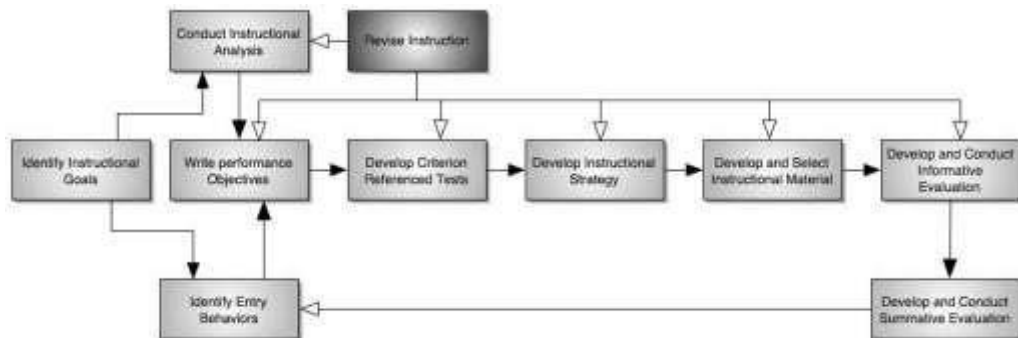 Conduct Instructional
Analysis
Revise Instruction
Identify Instructional
Goals
Write performance
Objectives
Develop Criterion
Referenced Tests
Develop Instructional
Strategy
Develop and Select
Instructional Material
Develop and Conduct
Informative
Evaluation
Identify Entry
Behaviors
Develop and Conduct
Summative Evaluation